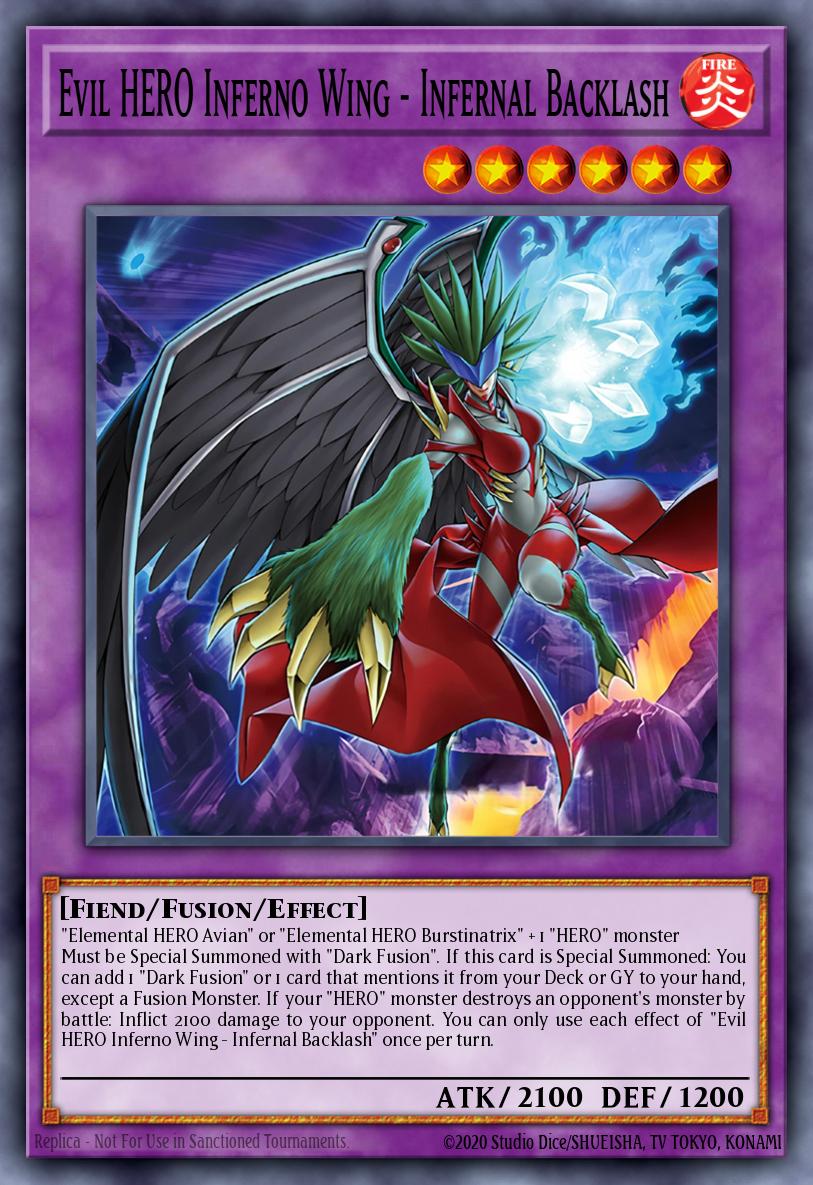 Evil HERO Inferno Wing - Infernal Backlash
FIRE
炎
[Fiend/Fusion/Effect]
"Elemental HERO Avian" or "Elemental HERO Burstinatrix" + 1 "HERO" monster
Must be Special Summoned with "Dark Fusion". If this card is Special Summoned: You
can add 1 "Dark Fusion" or 1 card that mentions it from your Deck or GY to your hand,
except a Fusion Monster. If your "HERO" monster destroys an opponent's monster by
battle: Inflict 2100 damage to your opponent. You can only use each effect of "Evil
HERO Inferno Wing - Infernal Backlash" once per turn.
ATK/2100 DEF/1200
Replica - Not For Use in Sanctioned Tournaments.
©2020 Studio Dice/SHUEISHA, TV TOKYO, KONAMI